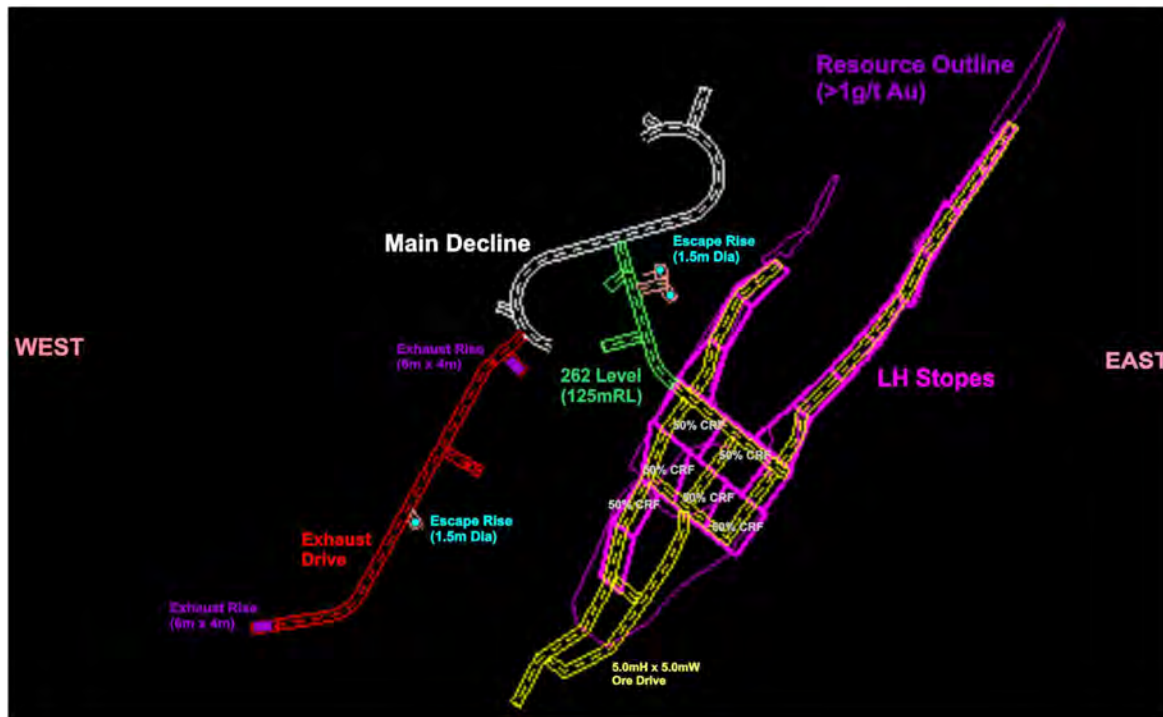 Resource Outline
(>1g/t Au)
Main Decline
Escape Rise
(1.5m Dia)
WEST
Exhaust Rise
(6m x 4m)
262 Level
(125mRL)
LH Stopes
EAST
50% CRF
50% CRF
50% CRF
50% CRF
50% CRF
50% CRF
Escape Rise
(1.5m Dia)
Exhaust
Drive
Exhaust Rise
(6m x 4m)
5.0mH x 5.0mW
Ore Drive